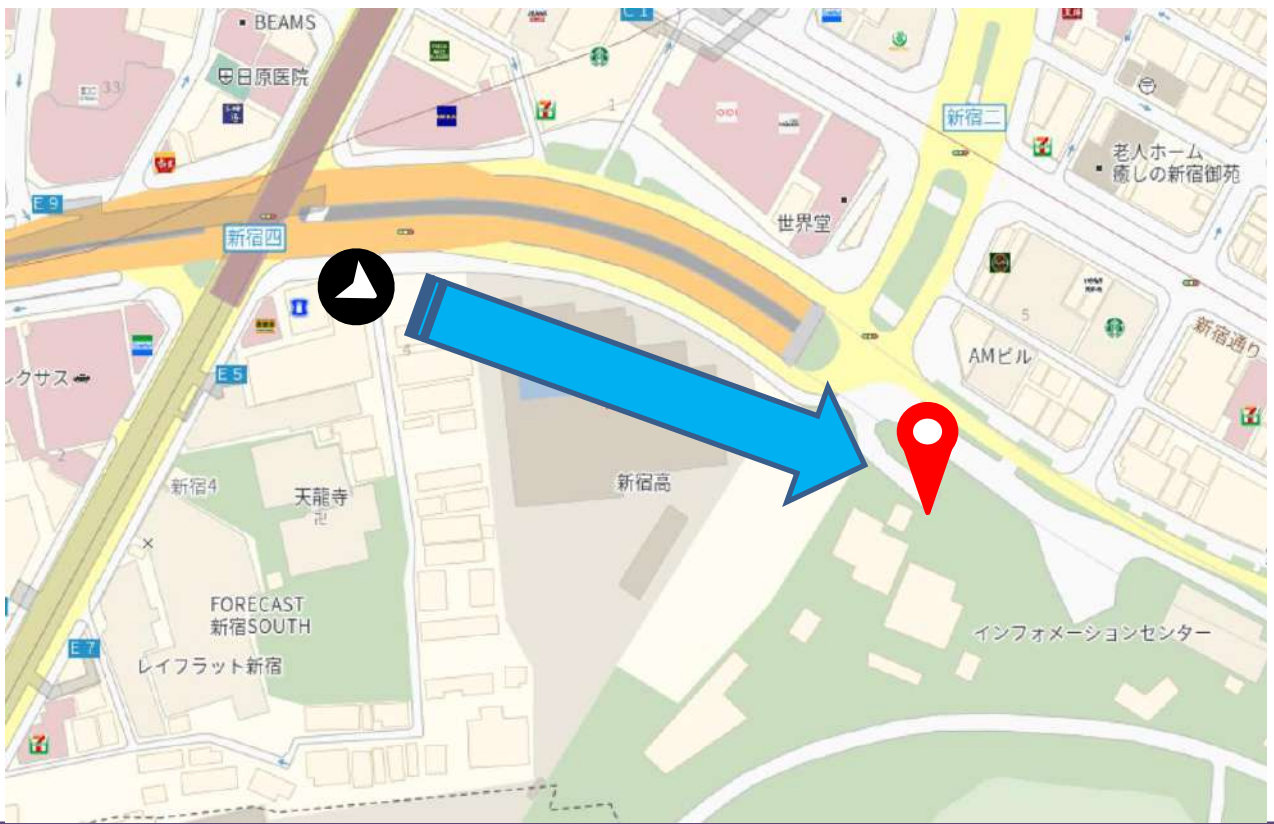 C 1
BEAMS
日原医院
33
1
新宿二
老人ホーム
癒しの新宿御苑
E 9
新宿四
世界堂
5
新宿通り
AMビル
レクサス
E 5
5
2
新宿4
天龍寺
卍
新宿高
FORECAST
新宿SOUTH
インフォメーションセンター
E 7
レイフラット新宿